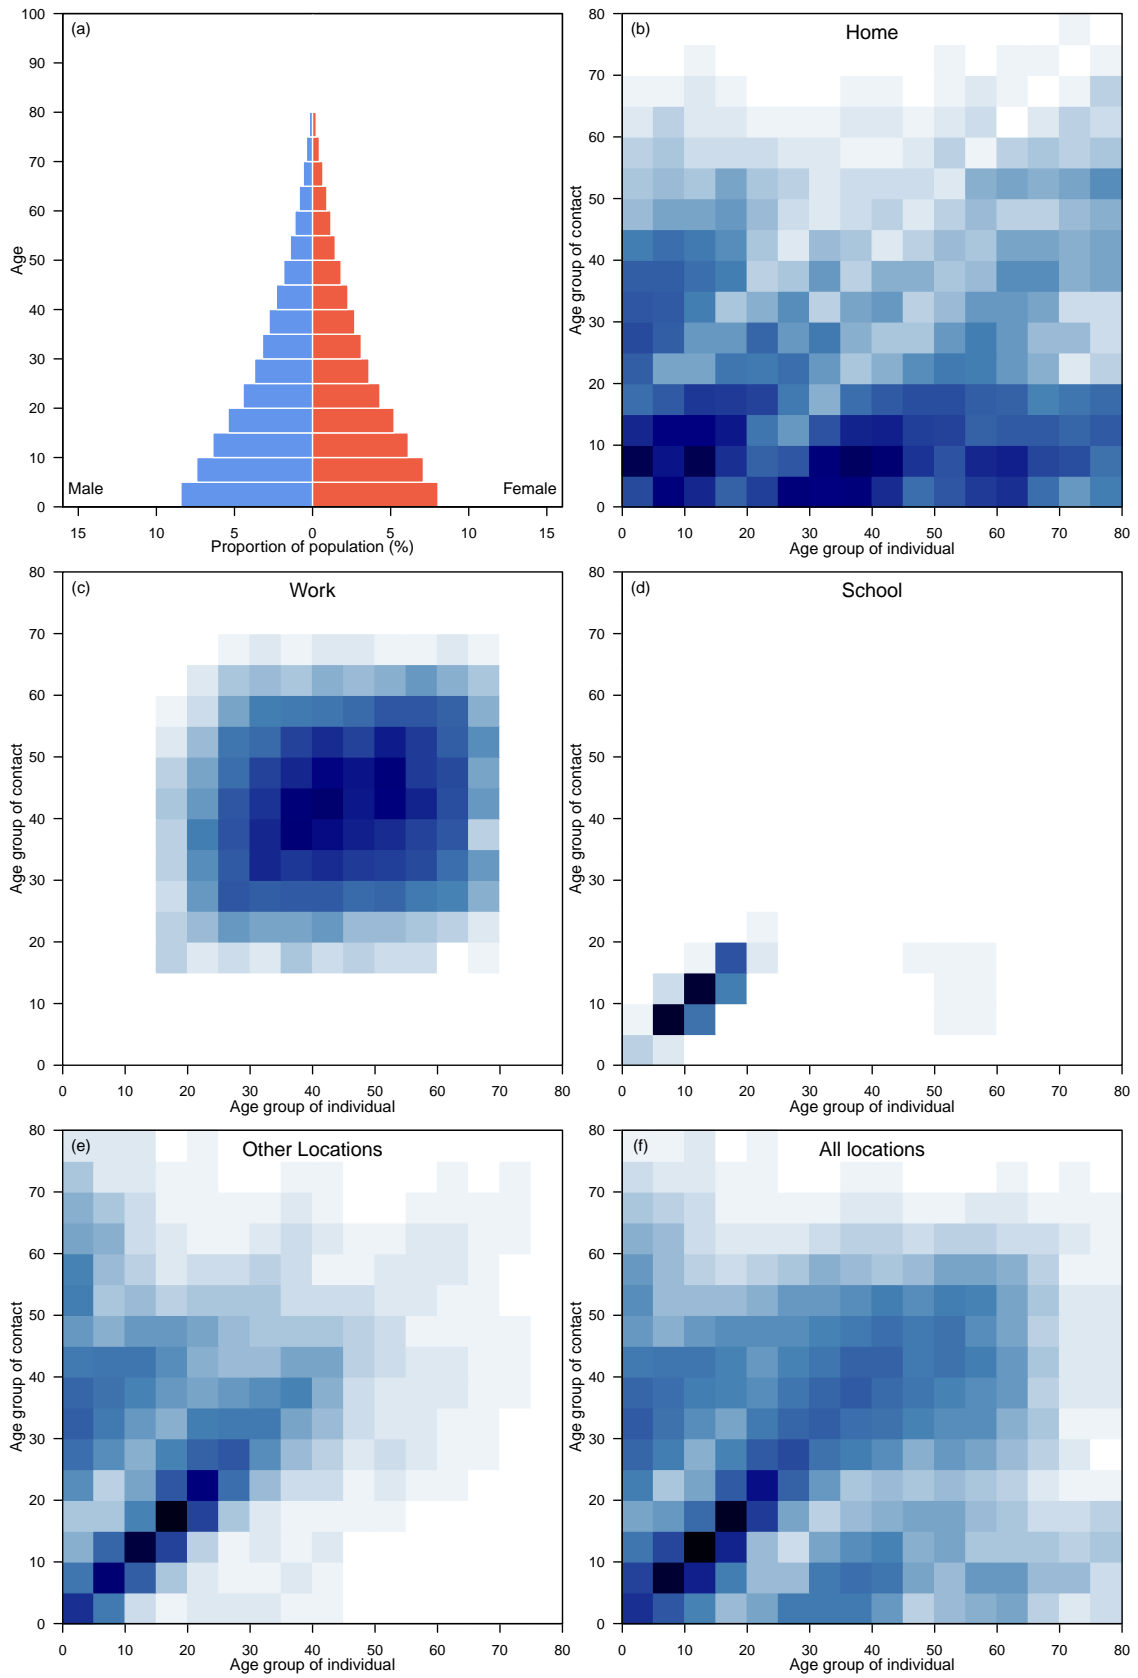 (a)
100
90
80
70
60
50
40
30
20
10
0
Age
Male
Female
15 10 5 0 5 10 15
Proportion of population (%)
(b)
Home
80
70
60
50
40
30
20
10
0
Age group of contact
0 10 20 30 40 50 60 70 80
Age group of individual
(c)
Work
80
70
60
50
40
30
20
10
0
Age group of contact
0 10 20 30 40 50 60 70 80
Age group of individual
(d)
School
80
70
60
50
40
30
20
10
0
Age group of contact
0 10 20 30 40 50 60 70 80
Age group of individual
(e)
Other Locations
80
70
60
50
40
30
20
10
0
Age group of contact
0 10 20 30 40 50 60 70 80
Age group of individual
(f)
All locations
80
70
60
50
40
30
20
10
0
Age group of contact
0 10 20 30 40 50 60 70 80
Age group of individual